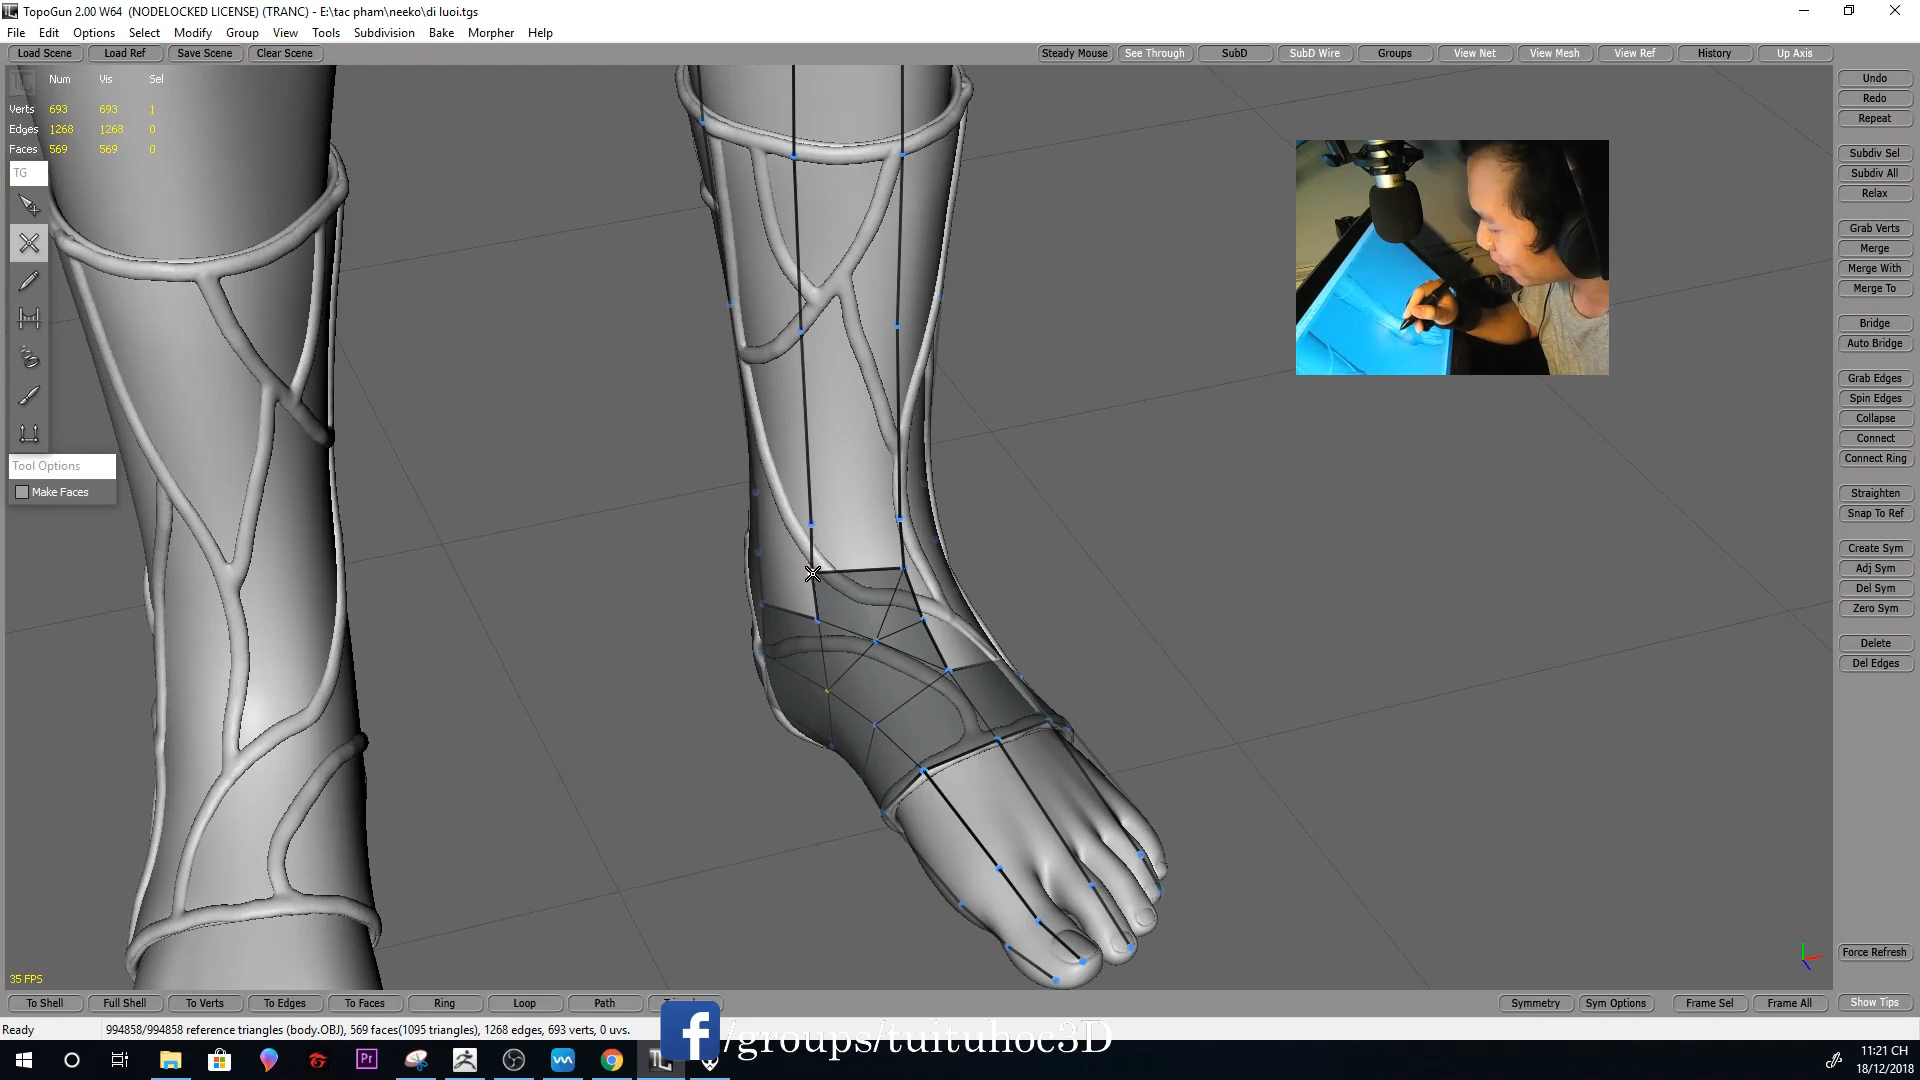 TopoGun 2.00 W64 (NODELOCKED LICENSE) (TRANC) - E:\tac pham\neeko\di luoi.tgs
File Edit Options Select Modify Group View Tools Subdivision Bake Morpher Help
Load Scene Load Ref Save Scene Clear Scene Steady Mouse See Through SubD SubD Wire Groups View Net View Mesh View Ref History Up Axis
Num Vis Sel
Verts 693 693 1
Edges 1268 1268 0
Faces 569 569 0
TG
Tool Options
Make Faces
Undo
Redo
Repeat
Subdiv Sel
Subdiv All
Relax
Grab Verts
Merge
Merge With
Merge To
Bridge
Auto Bridge
Grab Edges
Spin Edges
Collapse
Connect
Connect Ring
Straighten
Snap To Ref
Create Sym
Adj Sym
Del Sym
Zero Sym
Delete
Del Edges
Force Refresh
35 FPS
To Shell Full Shell To Verts To Edges To Faces Ring Loop Path Symmetry Sym Options Frame Sel Frame All Show Tips
Ready 994858/994858 reference triangles (body.OBJ), 569 faces(1095 triangles), 1268 edges, 693 verts, 0 uvs.
f /groups/tuituhoc3D
Pr
11:21 CH
18/12/2018